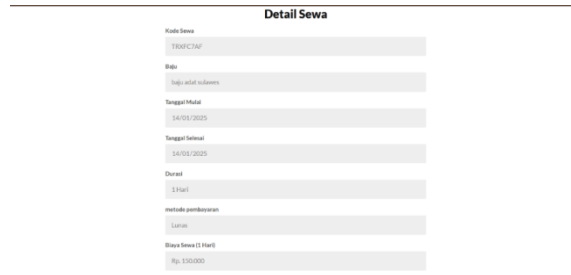 Detail Sewa
Kode Sewa
TRXFC7AF
Baju
baju adat sulawes
Tanggal Mulai
14/01/2025
Tanggal Selesai
14/01/2025
Durasi
1 Hari
metode pembayaran
Lunas
Biaya Sewa (1 Hari)
Rp. 150.000